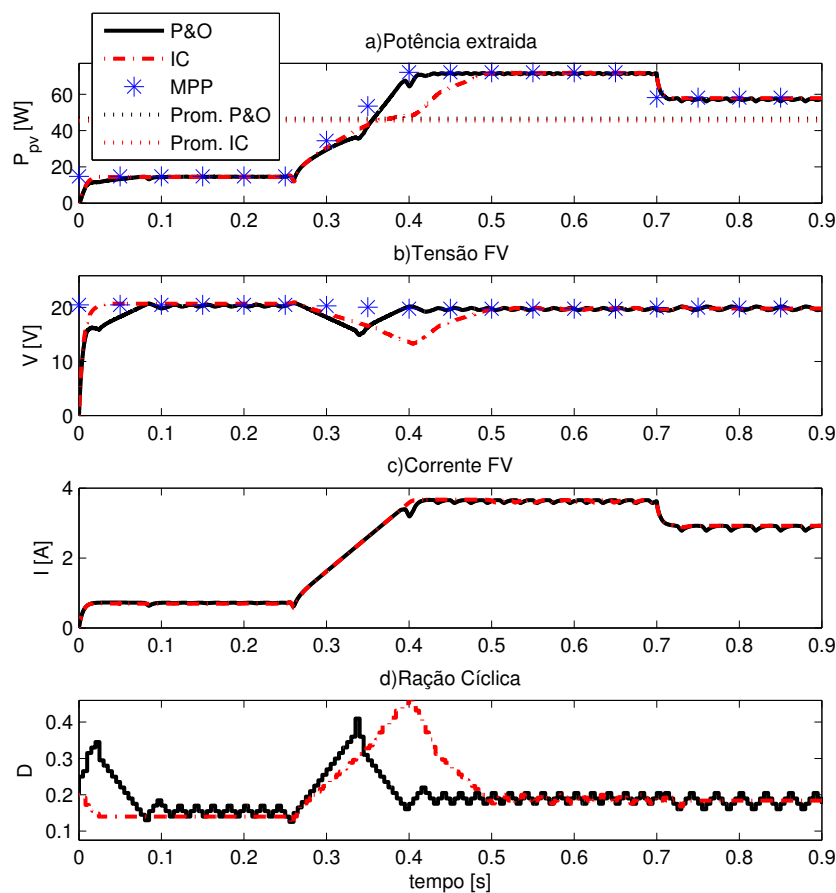 P&O
IC
MPP
Prom. P&O
Prom. IC
a)Potência extraida
P_pv [W]
60
40
20
0
0 0.1 0.2 0.3 0.4 0.5 0.6 0.7 0.8 0.9
b)Tensão FV
V [V]
20
10
0
0 0.1 0.2 0.3 0.4 0.5 0.6 0.7 0.8 0.9
c)Corrente FV
I [A]
4
2
0
0 0.1 0.2 0.3 0.4 0.5 0.6 0.7 0.8 0.9
d)Ração Cíclica
D
0.4
0.3
0.2
0.1
0 0.1 0.2 0.3 0.4 0.5 0.6 0.7 0.8 0.9
tempo [s]